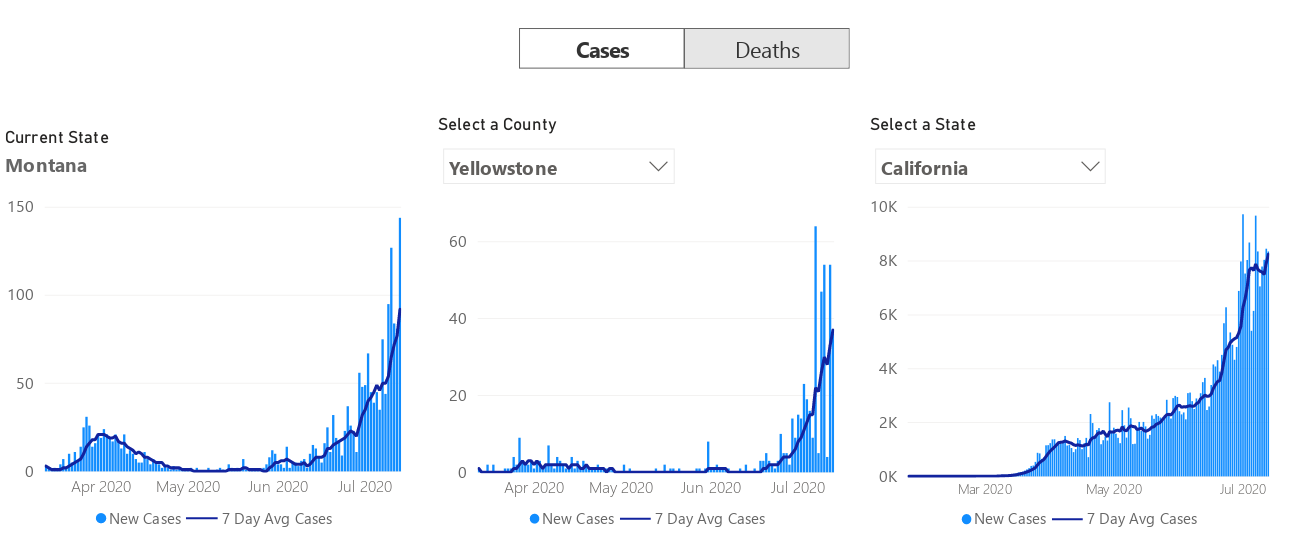 Cases Deaths
Current State
Montana
150
100
50
0
Apr 2020 May 2020 Jun 2020 Jul 2020
New Cases 7 Day Avg Cases
Select a County
Yellowstone
60
40
20
0
Apr 2020 May 2020 Jun 2020 Jul 2020
New Cases 7 Day Avg Cases
Select a State
California
10K
8K
6K
4K
2K
0K
Mar 2020 May 2020 Jul 2020
New Cases 7 Day Avg Cases